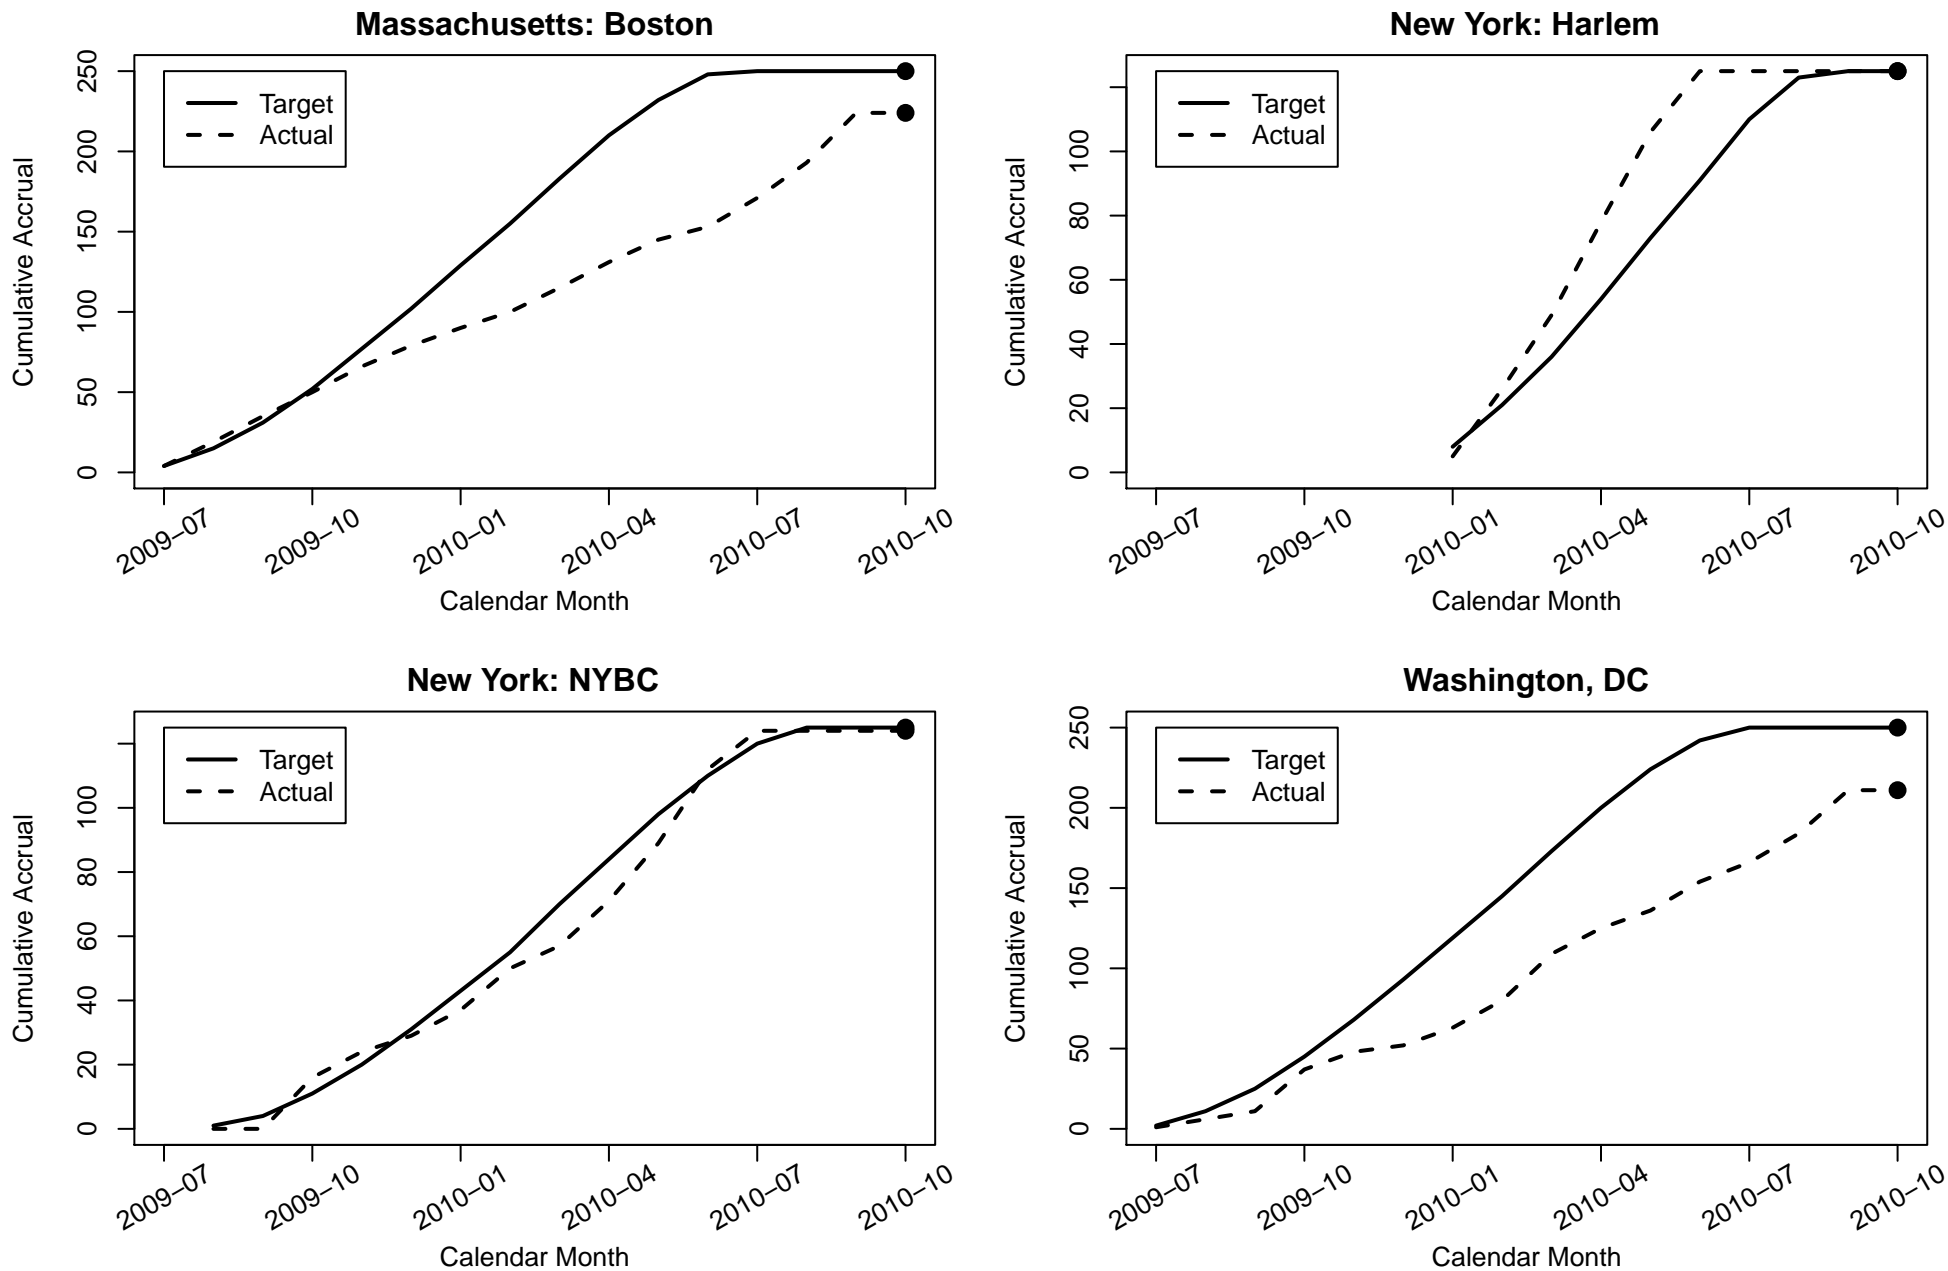 Massachusetts: Boston
Cumulative Accrual
250
200
150
100
50
0
Target
Actual
2009–07
2009–10
2010–01
2010–04
2010–07
2010–10
Calendar Month
New York: Harlem
Cumulative Accrual
100
80
60
40
20
0
Target
Actual
2009–07
2009–10
2010–01
2010–04
2010–07
2010–10
Calendar Month
New York: NYBC
Cumulative Accrual
100
80
60
40
20
0
Target
Actual
2009–07
2009–10
2010–01
2010–04
2010–07
2010–10
Calendar Month
Washington, DC
Cumulative Accrual
250
200
150
100
50
0
Target
Actual
2009–07
2009–10
2010–01
2010–04
2010–07
2010–10
Calendar Month